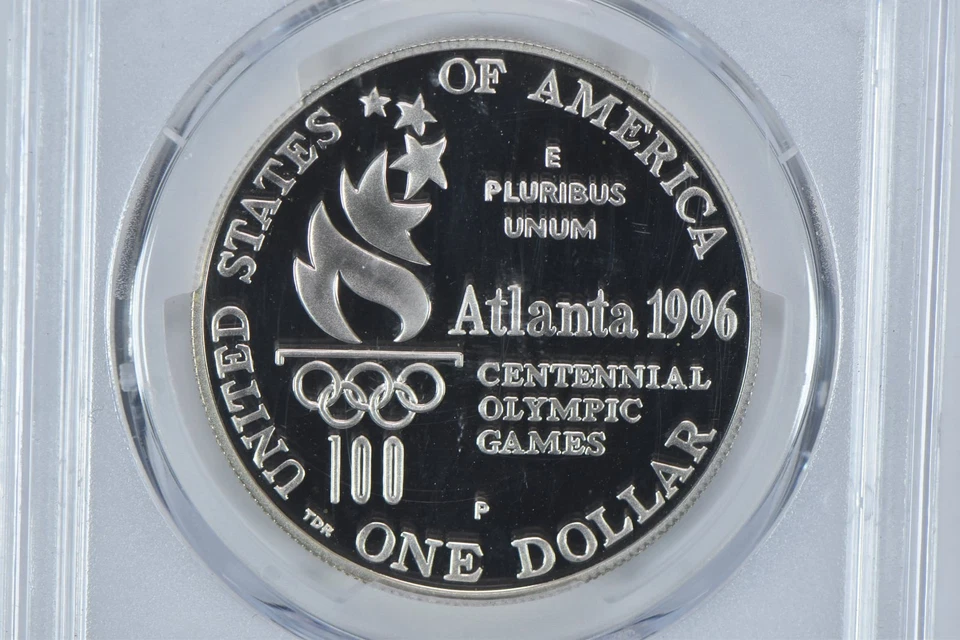 UNITED STATES OF AMERICA
E
PLURIBUS
UNUM
Atlanta 1996
CENTENNIAL
OLYMPIC
GAMES
100
P
TDR
ONE DOLLAR